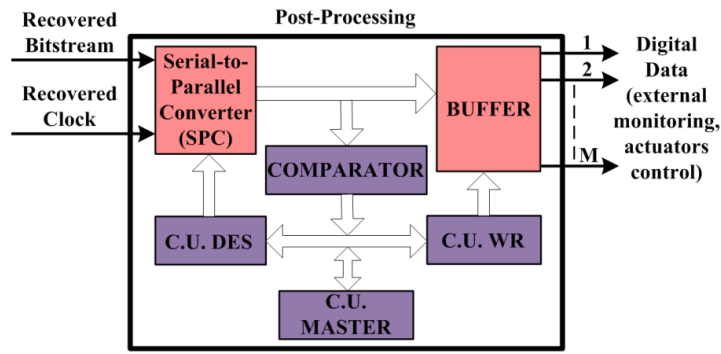 Post-Processing
Recovered
Bitstream
Recovered
Clock
Serial-to-
Parallel
Converter
(SPC)
BUFFER
COMPARATOR
C.U. DES
C.U. WR
C.U.
MASTER
1
2
M
Digital
Data
(external
monitoring,
actuators
control)